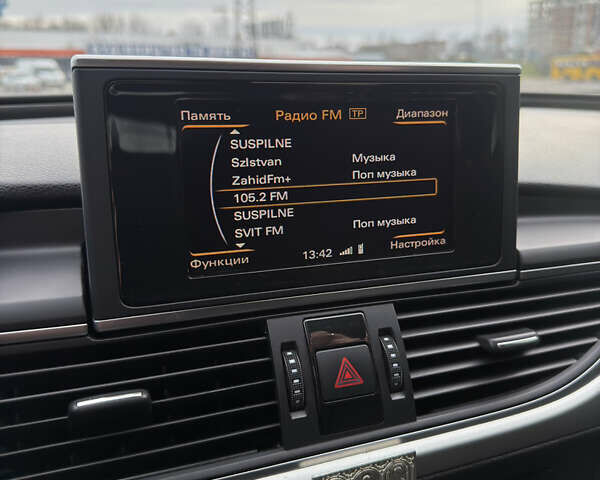 Память Радио FM TP Диапазон
SUSPILNE
SzIstvan Музыка
ZahidFm+ Поп музыка
105.2 FM
SUSPILNE
SVIT FM Поп музыка
Функции 13:42 Настройка